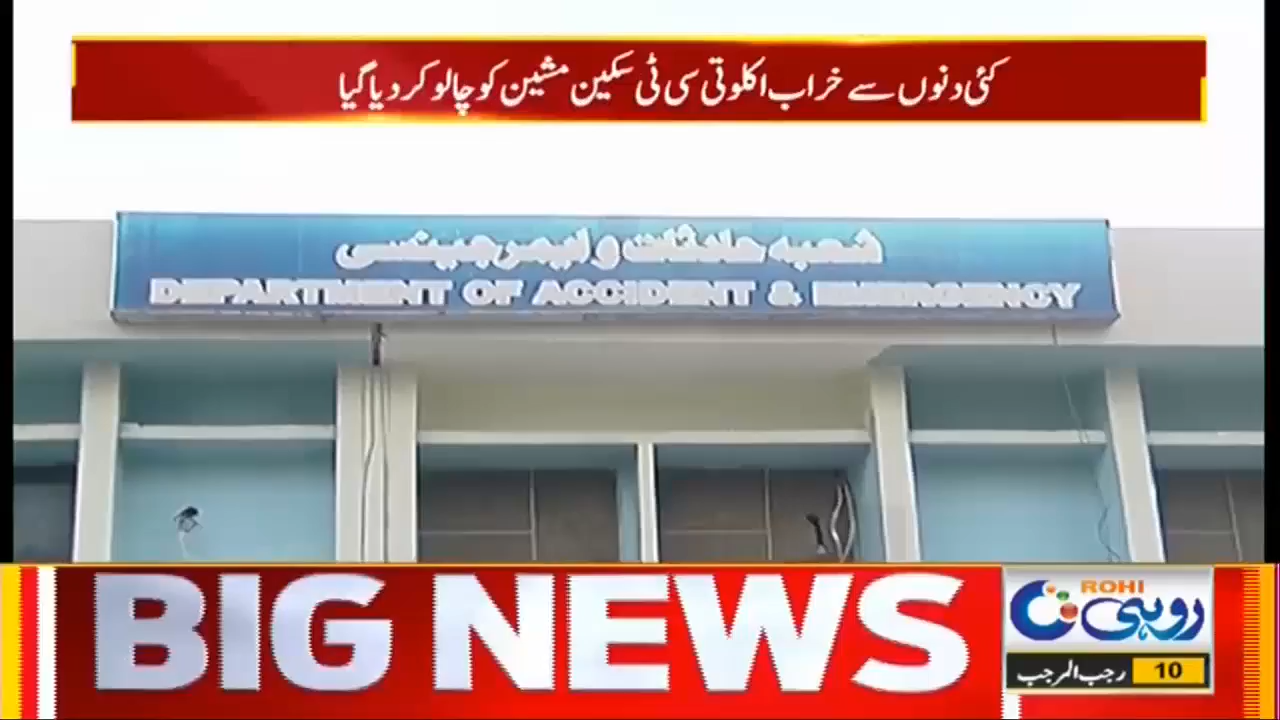 کئی دنوں سے خراب اکلوتی سی ٹی سکین مشین کو چالو کر دیا گیا
شعبہ حادثات و ایمرجینسی
DEPARTMENT OF ACCIDENT & EMERGENCY
BIG NEWS
ROHI
روہی
10 رجب المرجب